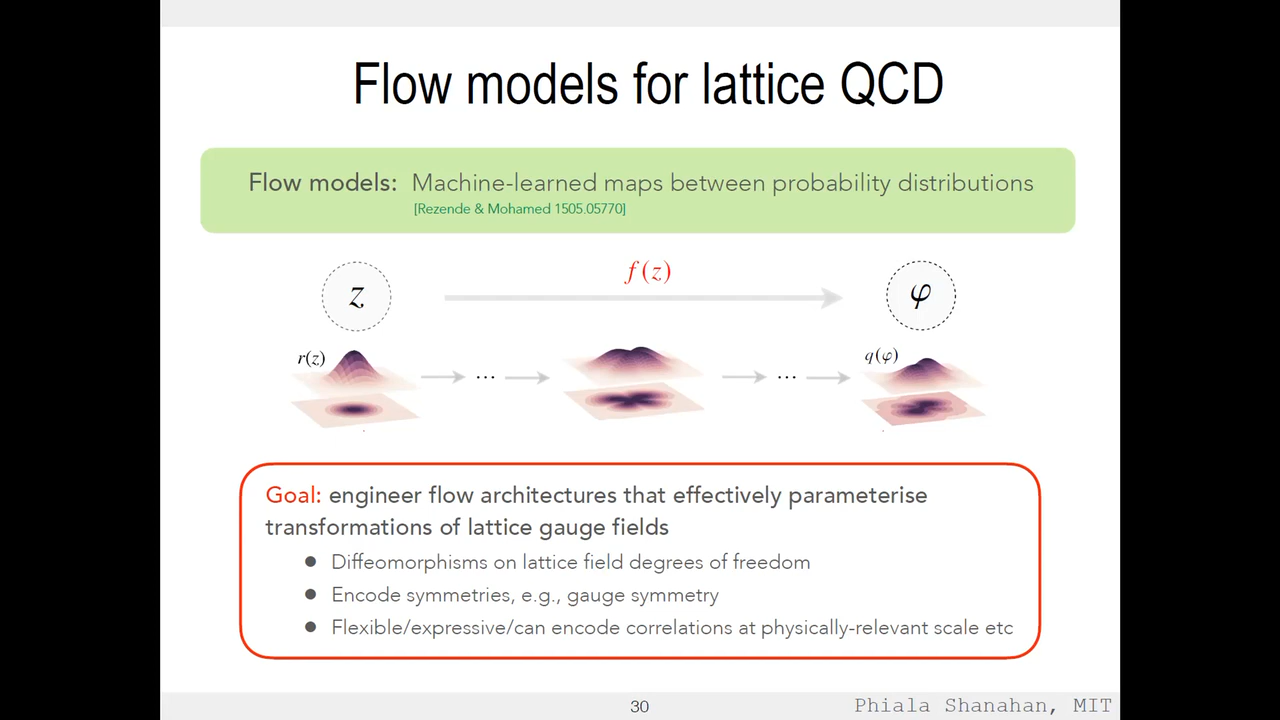 Flow models for lattice QCD
Flow models: Machine-learned maps between probability distributions
[Rezende & Mohamed 1505.05770]
f(z)
z
φ
r(z)
q(φ)
...
...
Goal: engineer flow architectures that effectively parameterise
transformations of lattice gauge fields
● Diffeomorphisms on lattice field degrees of freedom
● Encode symmetries, e.g., gauge symmetry
● Flexible/expressive/can encode correlations at physically-relevant scale etc
30
Phiala Shanahan, MIT